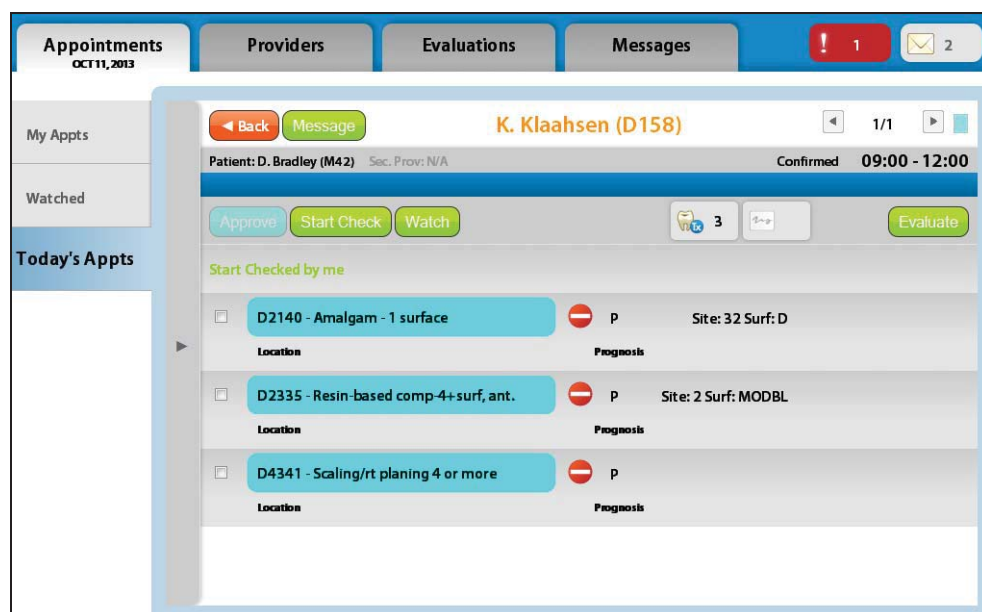 Appointments Providers Evaluations Messages ! 1 2
OCT 11, 2013
◄ Back Message K. Klaahsen (D158) ◄ 1/1 ►
My Appts
Patient: D. Bradley (M42) Sec. Prov: N/A Confirmed 09:00 - 12:00
Watched
Approve Start Check Watch Tx 3 Evaluate
Today's Appts
Start Checked by me
D2140 - Amalgam - 1 surface P Site: 32 Surf: D
Location Prognosis
D2335 - Resin-based comp-4+surf, ant. P Site: 2 Surf: MODBL
Location Prognosis
D4341 - Scaling/rt planing 4 or more P
Location Prognosis